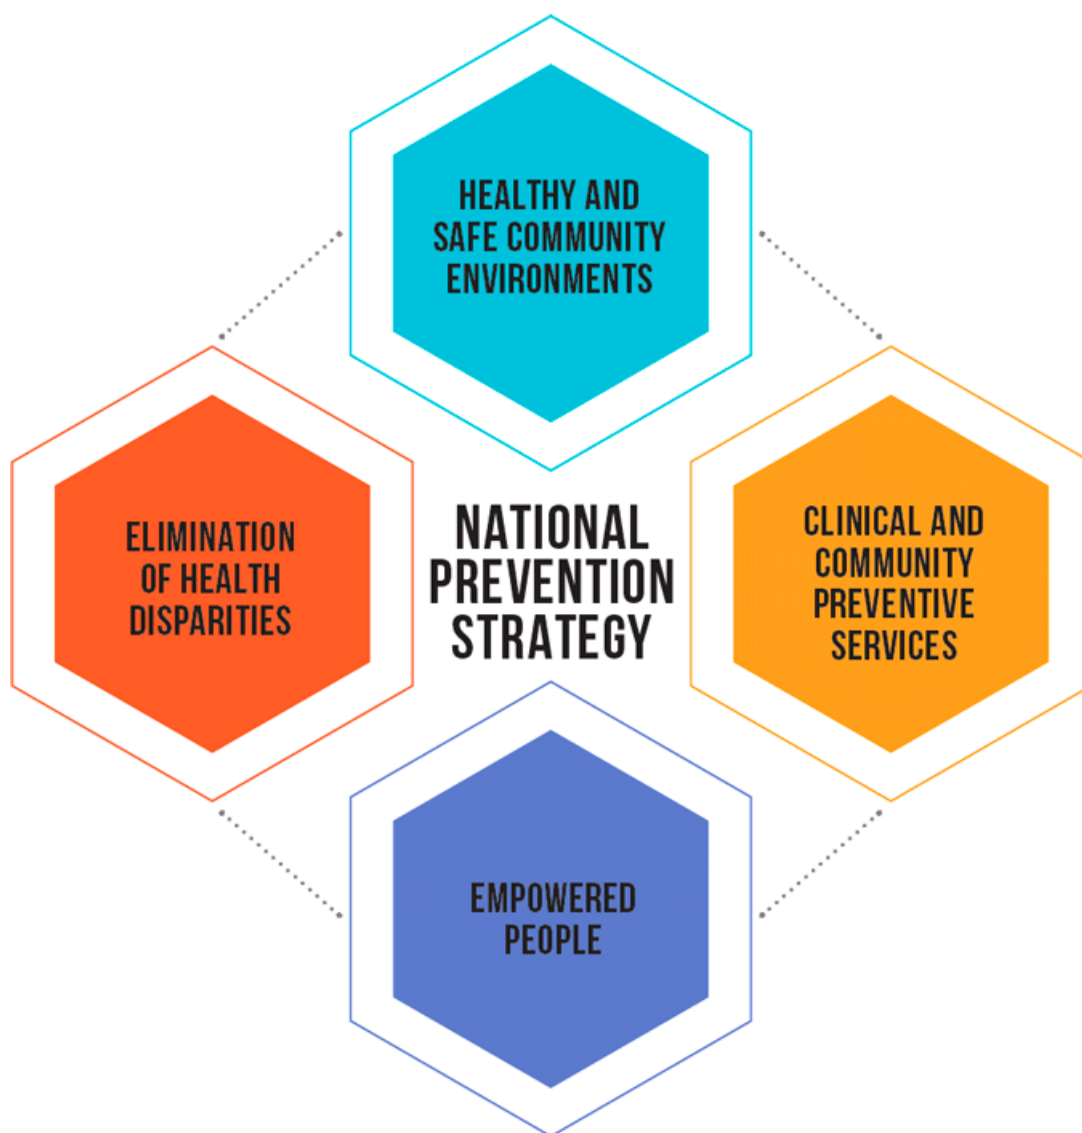 HEALTHY AND
SAFE COMMUNITY
ENVIRONMENTS
ELIMINATION
OF HEALTH
DISPARITIES
NATIONAL
PREVENTION
STRATEGY
CLINICAL AND
COMMUNITY
PREVENTIVE
SERVICES
EMPOWERED
PEOPLE